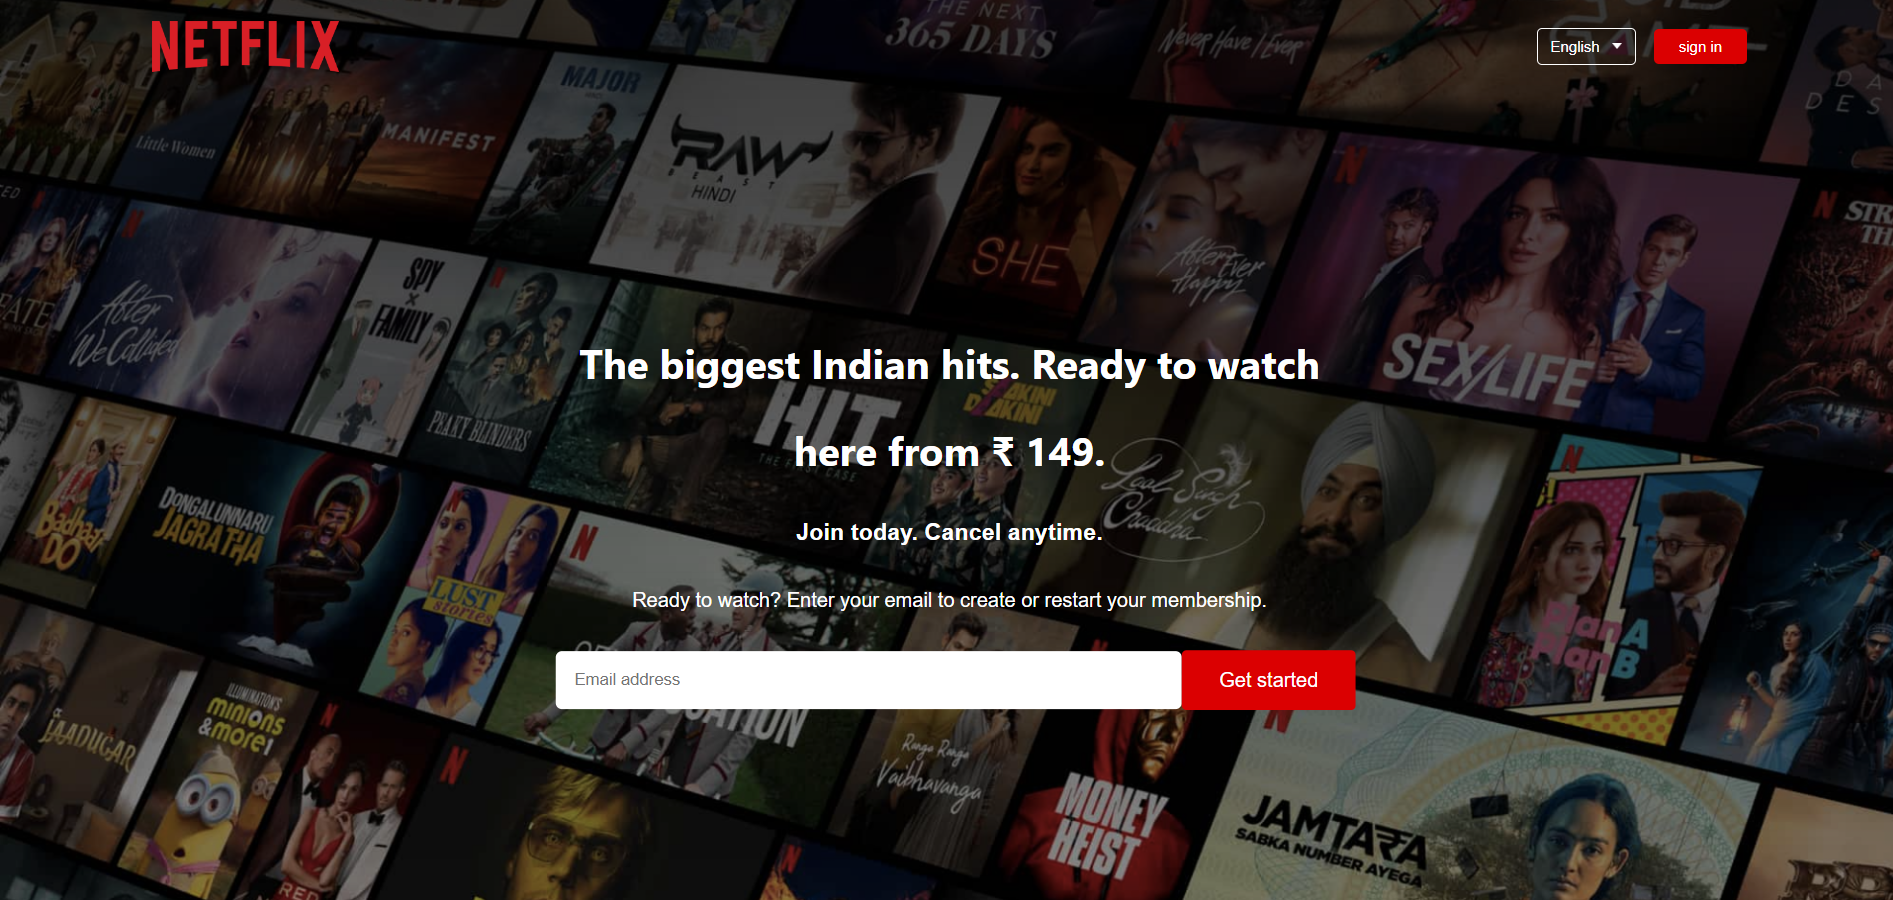 NETFLIX
English
sign in
THE NEXT
365 DAYS
Never Have I Ever
MAJOR
HINDI
Little Women
MANIFEST
RAW
BEAST
HINDI
SHE
After Ever
Happy
SEX/LIFE
After
We Collided
SPY
×
FAMILY
PEAKY BLINDERS
The biggest Indian hits. Ready to watch
here from ₹ 149.
HIT
Laal Singh
Chaddha
Join today. Cancel anytime.
Badhaai
DO
DONGALUNNARU
JAGRATHA
LUST
stories
Ready to watch? Enter your email to create or restart your membership.
Plan A
Plan B
Email address
Get started
JAADUGAR
ILLUMINATION'S
minions
& more!
Ranga Ranga
Vaibhavanga
MONEY
HEIST
JAMTARA
SABKA NUMBER AYEGA
RED